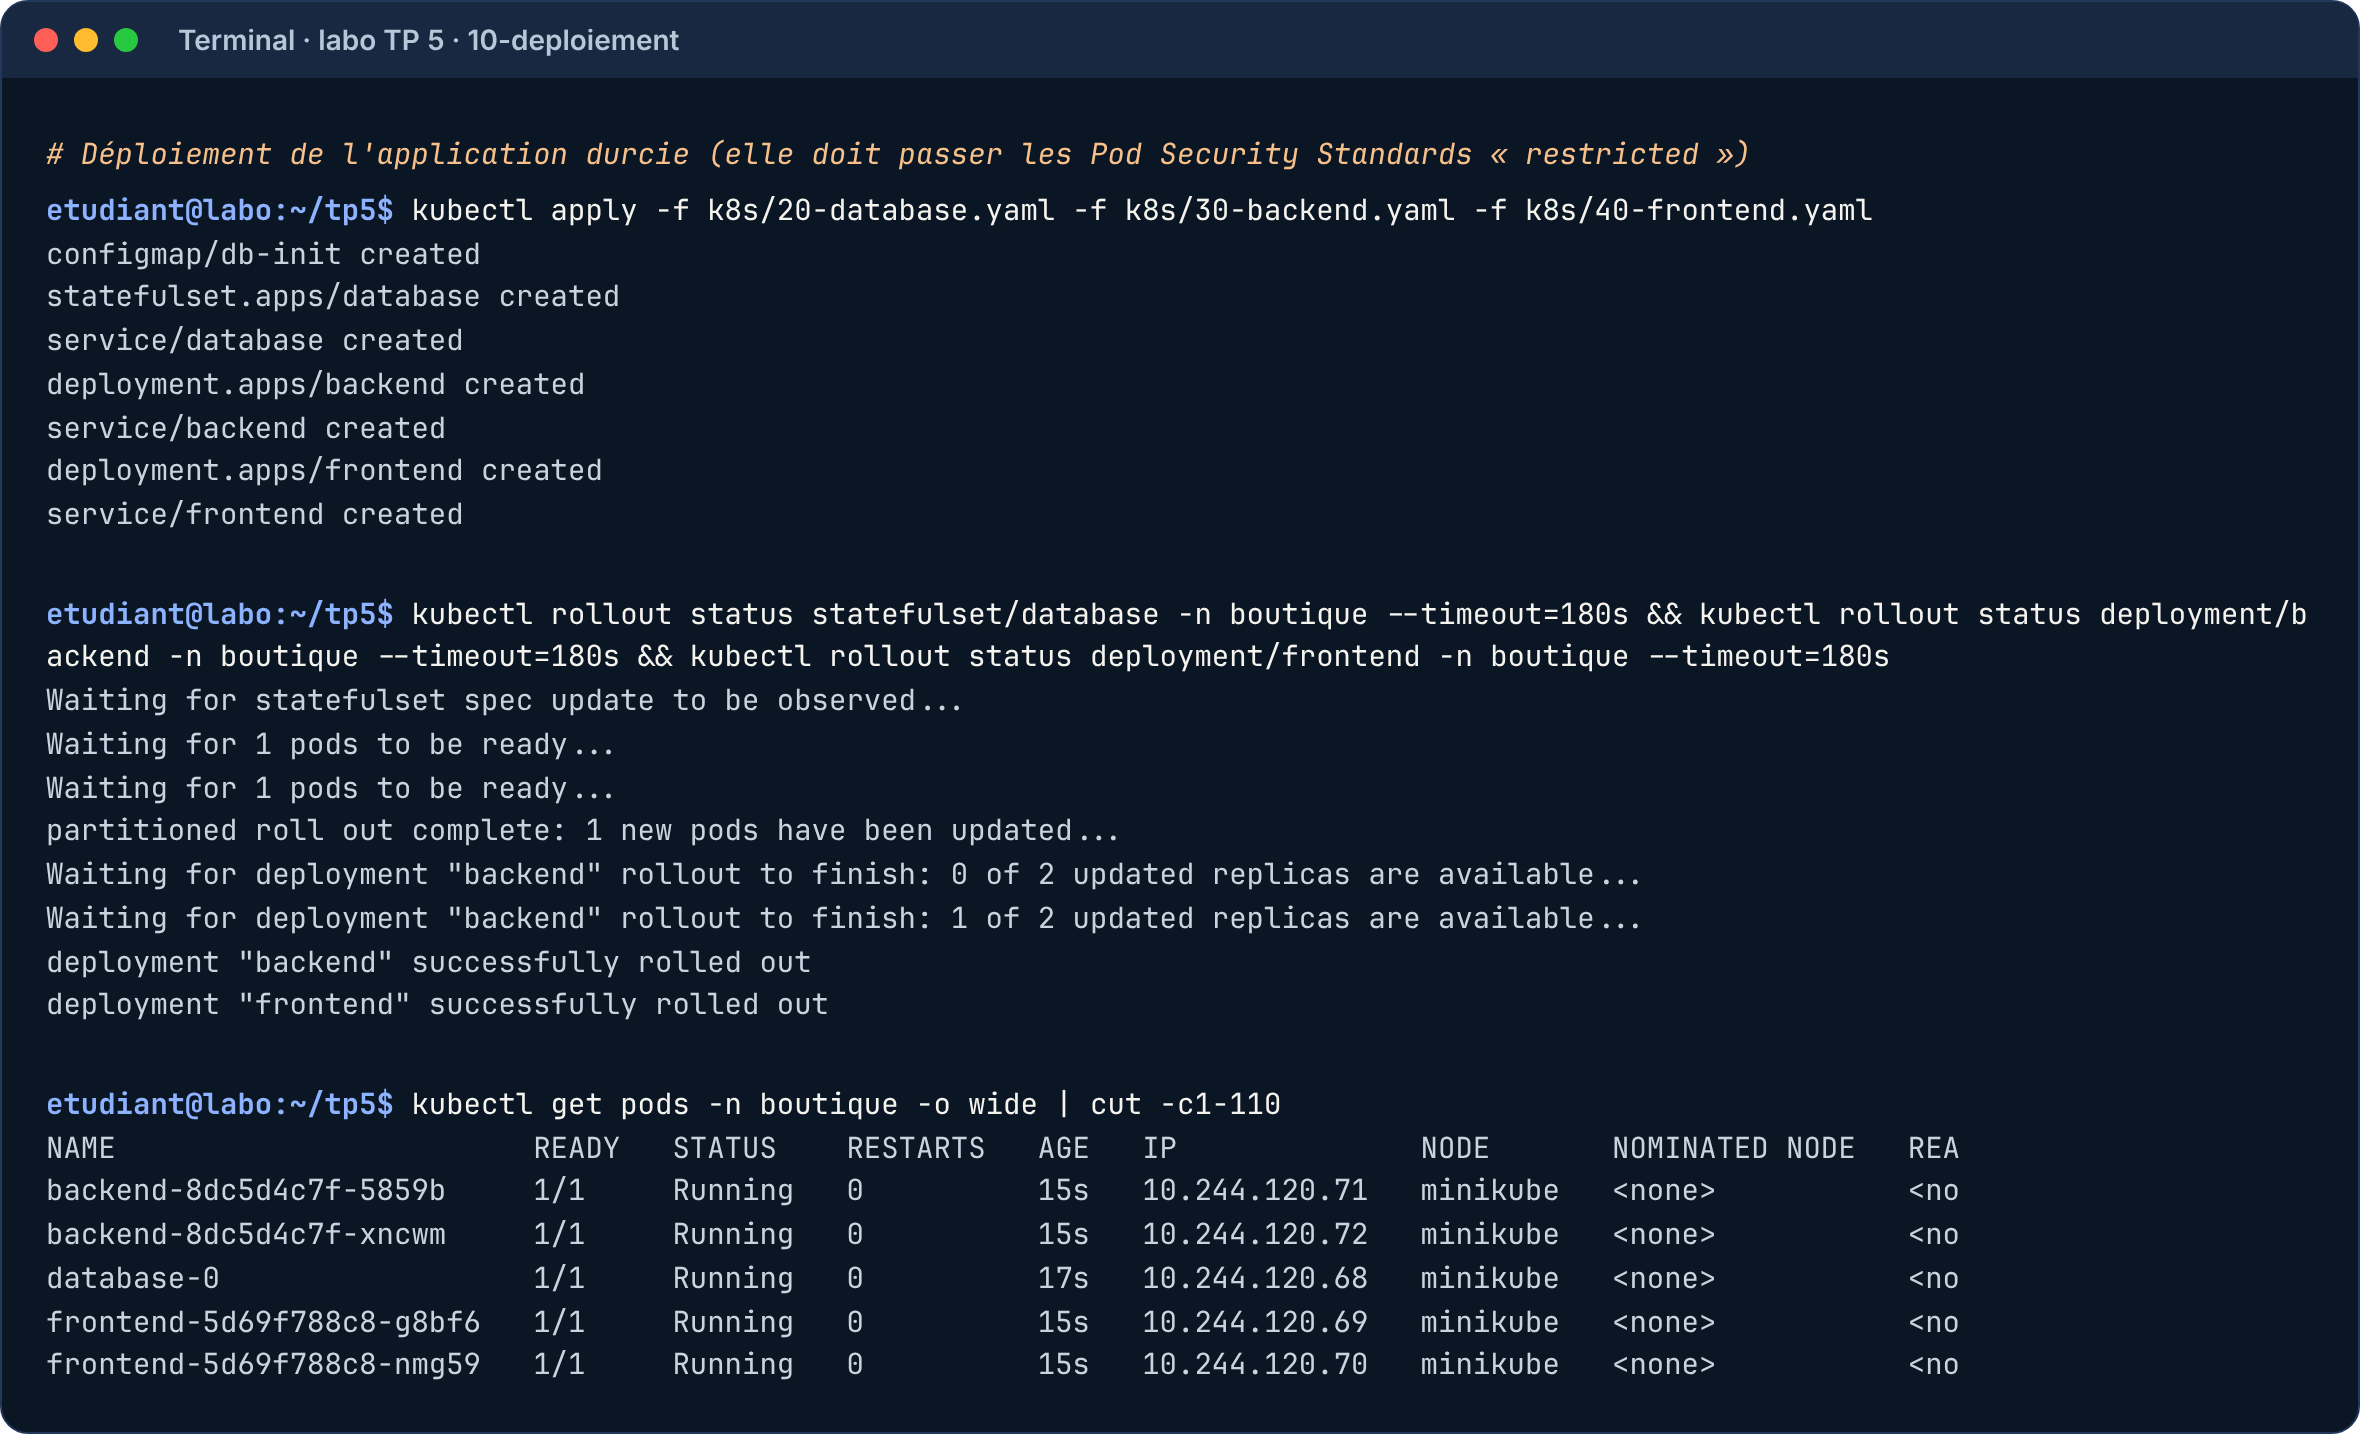 Terminal · labo TP 5 · 10-deploiement
# Déploiement de l'application durcie (elle doit passer les Pod Security Standards « restricted »)
etudiant@labo:~/tp5$ kubectl apply -f k8s/20-database.yaml -f k8s/30-backend.yaml -f k8s/40-frontend.yaml
configmap/db-init created
statefulset.apps/database created
service/database created
deployment.apps/backend created
service/backend created
deployment.apps/frontend created
service/frontend created
etudiant@labo:~/tp5$ kubectl rollout status statefulset/database -n boutique --timeout=180s && kubectl rollout status deployment/b
ackend -n boutique --timeout=180s && kubectl rollout status deployment/frontend -n boutique --timeout=180s
Waiting for statefulset spec update to be observed...
Waiting for 1 pods to be ready...
Waiting for 1 pods to be ready...
partitioned roll out complete: 1 new pods have been updated...
Waiting for deployment "backend" rollout to finish: 0 of 2 updated replicas are available...
Waiting for deployment "backend" rollout to finish: 1 of 2 updated replicas are available...
deployment "backend" successfully rolled out
deployment "frontend" successfully rolled out
etudiant@labo:~/tp5$ kubectl get pods -n boutique -o wide | cut -c1-110
NAME                        READY   STATUS    RESTARTS   AGE   IP              NODE       NOMINATED NODE   REA
backend-8dc5d4c7f-5859b     1/1     Running   0          15s   10.244.120.71   minikube   <none>           <no
backend-8dc5d4c7f-xncwm     1/1     Running   0          15s   10.244.120.72   minikube   <none>           <no
database-0                  1/1     Running   0          17s   10.244.120.68   minikube   <none>           <no
frontend-5d69f788c8-g8bf6   1/1     Running   0          15s   10.244.120.69   minikube   <none>           <no
frontend-5d69f788c8-nmg59   1/1     Running   0          15s   10.244.120.70   minikube   <none>           <no